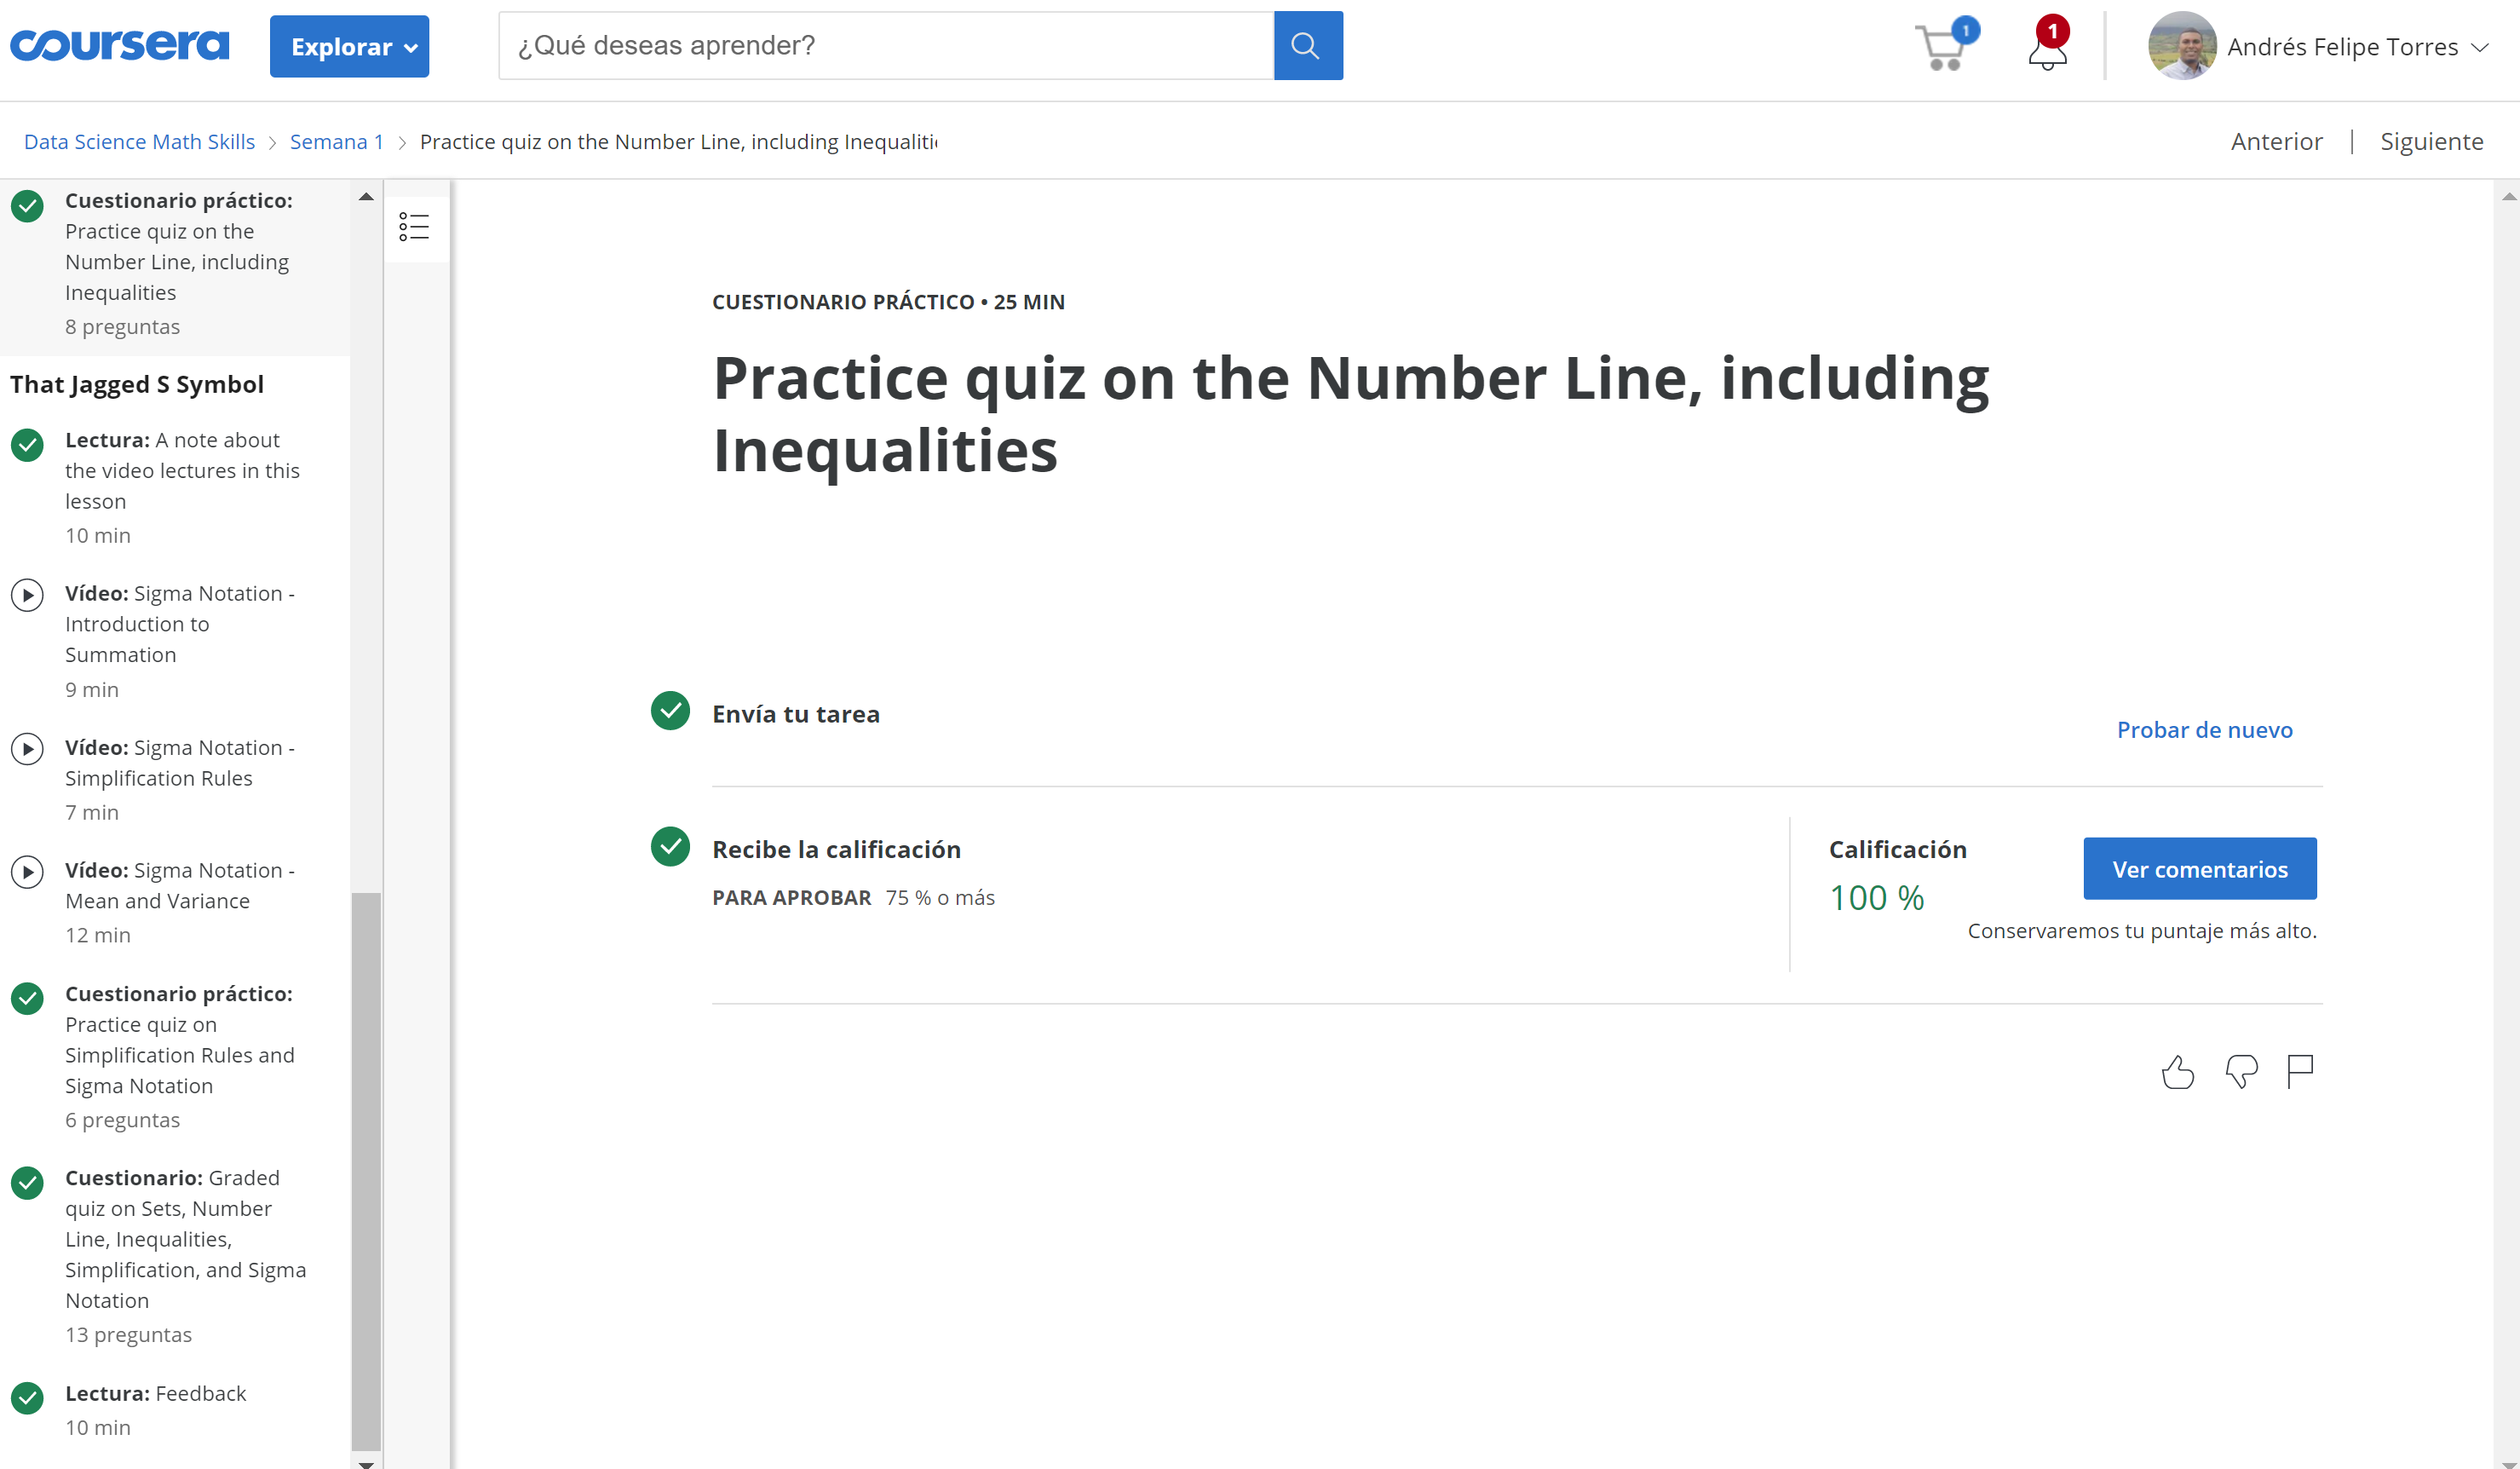 coursera
Explorar
¿Qué deseas aprender?
1
1
Andrés Felipe Torres
Data Science Math Skills
Semana 1
Practice quiz on the Number Line, including Inequalitie
Anterior
Siguiente
Cuestionario práctico:
Practice quiz on the
Number Line, including
Inequalities
8 preguntas
That Jagged S Symbol
Lectura: A note about
the video lectures in this
lesson
10 min
Vídeo: Sigma Notation -
Introduction to
Summation
9 min
Vídeo: Sigma Notation -
Simplification Rules
7 min
Vídeo: Sigma Notation -
Mean and Variance
12 min
Cuestionario práctico:
Practice quiz on
Simplification Rules and
Sigma Notation
6 preguntas
Cuestionario: Graded
quiz on Sets, Number
Line, Inequalities,
Simplification, and Sigma
Notation
13 preguntas
Lectura: Feedback
10 min
CUESTIONARIO PRÁCTICO • 25 MIN
Practice quiz on the Number Line, including
Inequalities
Envía tu tarea
Probar de nuevo
Recibe la calificación
PARA APROBAR 75 % o más
Calificación
100 %
Ver comentarios
Conservaremos tu puntaje más alto.